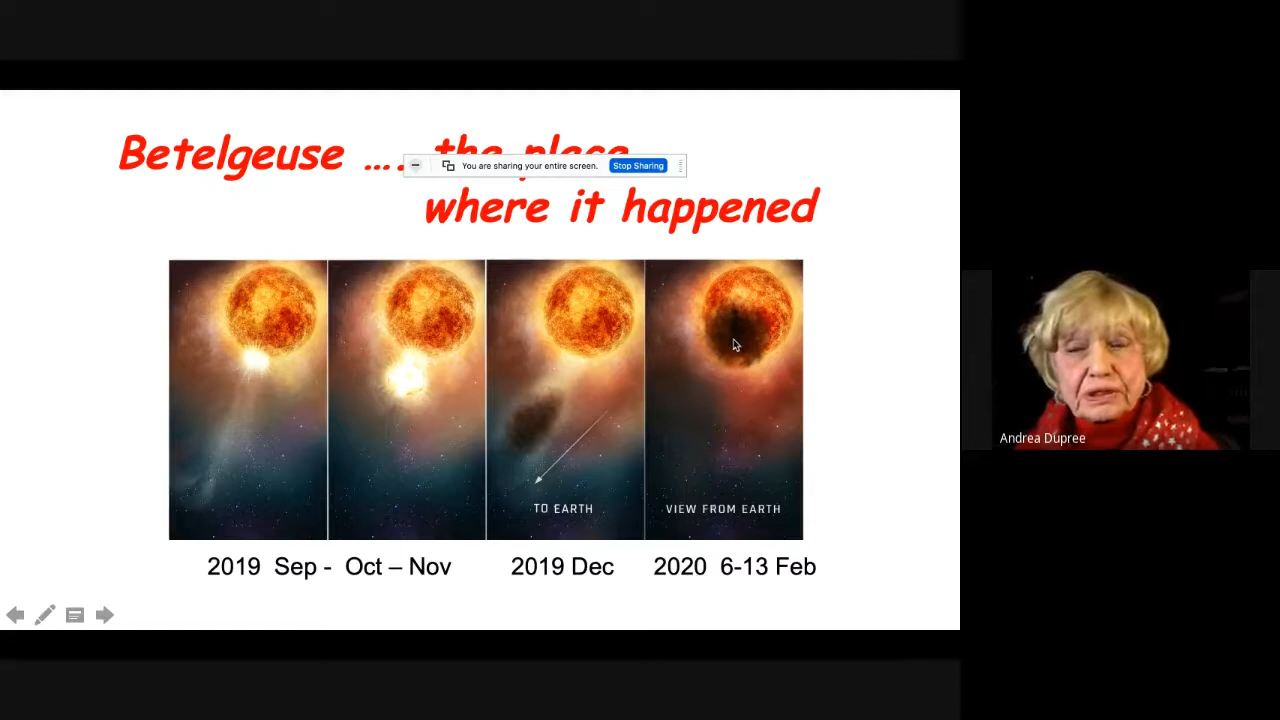 Betelgeuse .... the place
You are sharing your entire screen. Stop Sharing
where it happened
TO EARTH
VIEW FROM EARTH
2019 Sep - Oct – Nov
2019 Dec
2020 6-13 Feb
Andrea Dupree